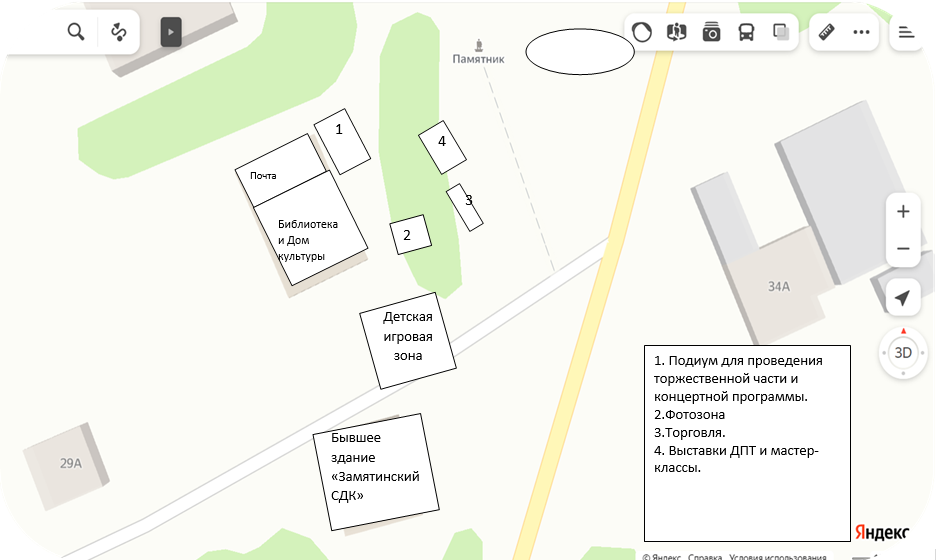 Памятник
1
4
Почта
3
Библиотека
и Дом
культуры
2
34А
3D
Детская
игровая
зона
1. Подиум для проведения
торжественной части и
концертной программы.
2.Фотозона
3.Торговля.
4. Выставки ДПТ и мастер-
классы.
Бывшее
здание
«Замятинский
СДК»
29А
Яндекс
© Яндекс Справка Условия использования